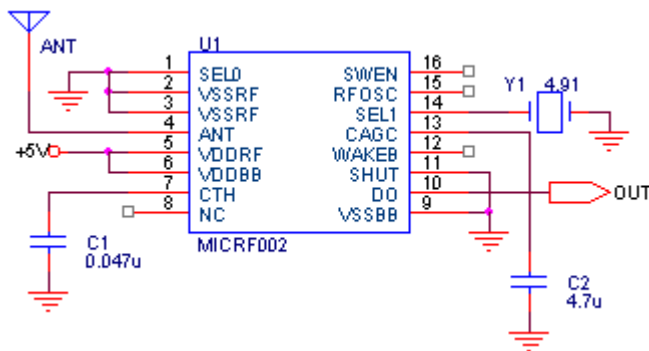 ANT
U1
1 SEL0 SWEN 16
2 VSSRF RFOSC 15
3 VSSRF SEL1 14
4 ANT CAGC 13
5 VDDRF WAKEB 12
6 VDDBB SHUT 11
7 CTH DO 10
8 NC VSSBB 9
MICRF002
Y1 4.91
+5V
OUT
C1
0.047u
C2
4.7u